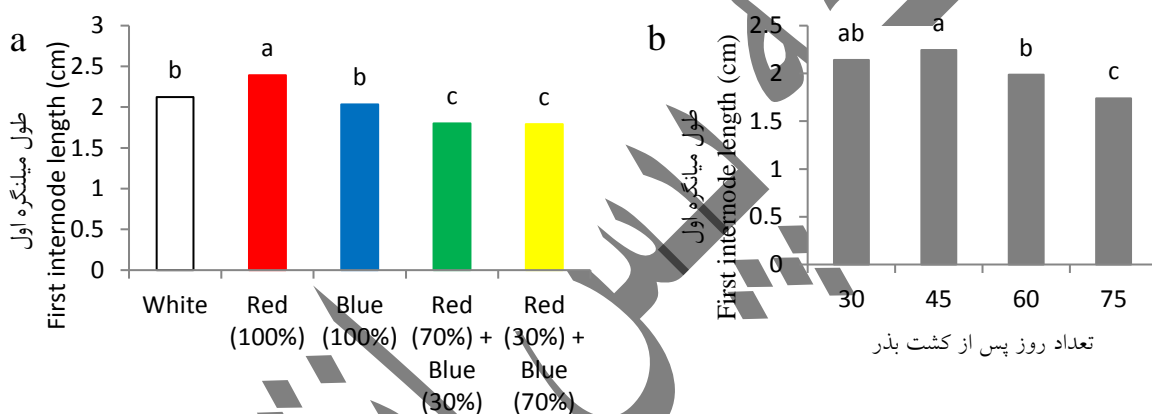 a
طول میلنگره اول
First internode length (cm)
3
2.5
2
1.5
1
0.5
0
b
a
b
c
c
White
Red
(100%)
Blue
(100%)
Red
(70%) +
Blue
(30%)
Red
(30%) +
Blue
(70%)
b
طول میانگره اول
First internode length (cm)
2.5
2
1.5
1
0.5
0
ab
a
b
c
30
45
60
75
تعداد روز پس از کشت بذر